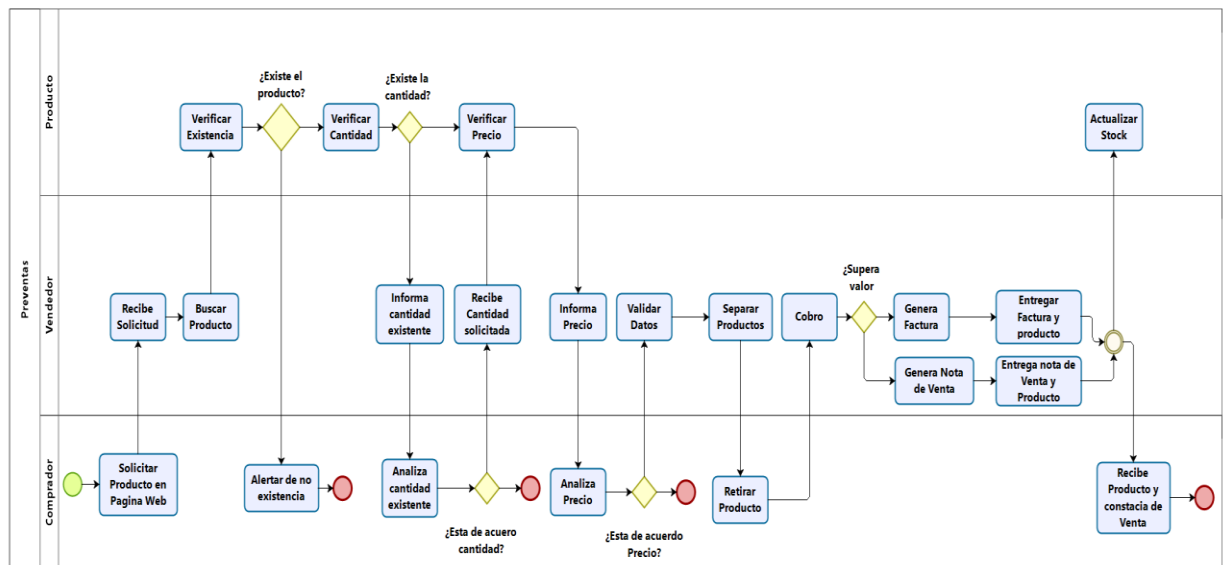 Preventas
Producto
¿Existe el
producto?
¿Existe la
cantidad?
Verificar
Existencia
Verificar
Cantidad
Verificar
Precio
Actualizar
Stock
Vendedor
Recibe
Solicitud
Buscar
Producto
Informa
cantidad
existente
Recibe
Cantidad
solicitada
Informa
Precio
Validar
Datos
Separar
Productos
Cobro
¿Supera
valor
Genera
Factura
Entregar
Factura y
producto
Genera Nota
de Venta
Entrega nota de
Venta y
Producto
Comprador
Solicitar
Producto en
Pagina Web
Alertar de no
existencia
Analiza
cantidad
existente
¿Esta de acuero
cantidad?
Analiza
Precio
¿Esta de acuerdo
Precio?
Retirar
Producto
Recibe
Producto y
constacia de
Venta